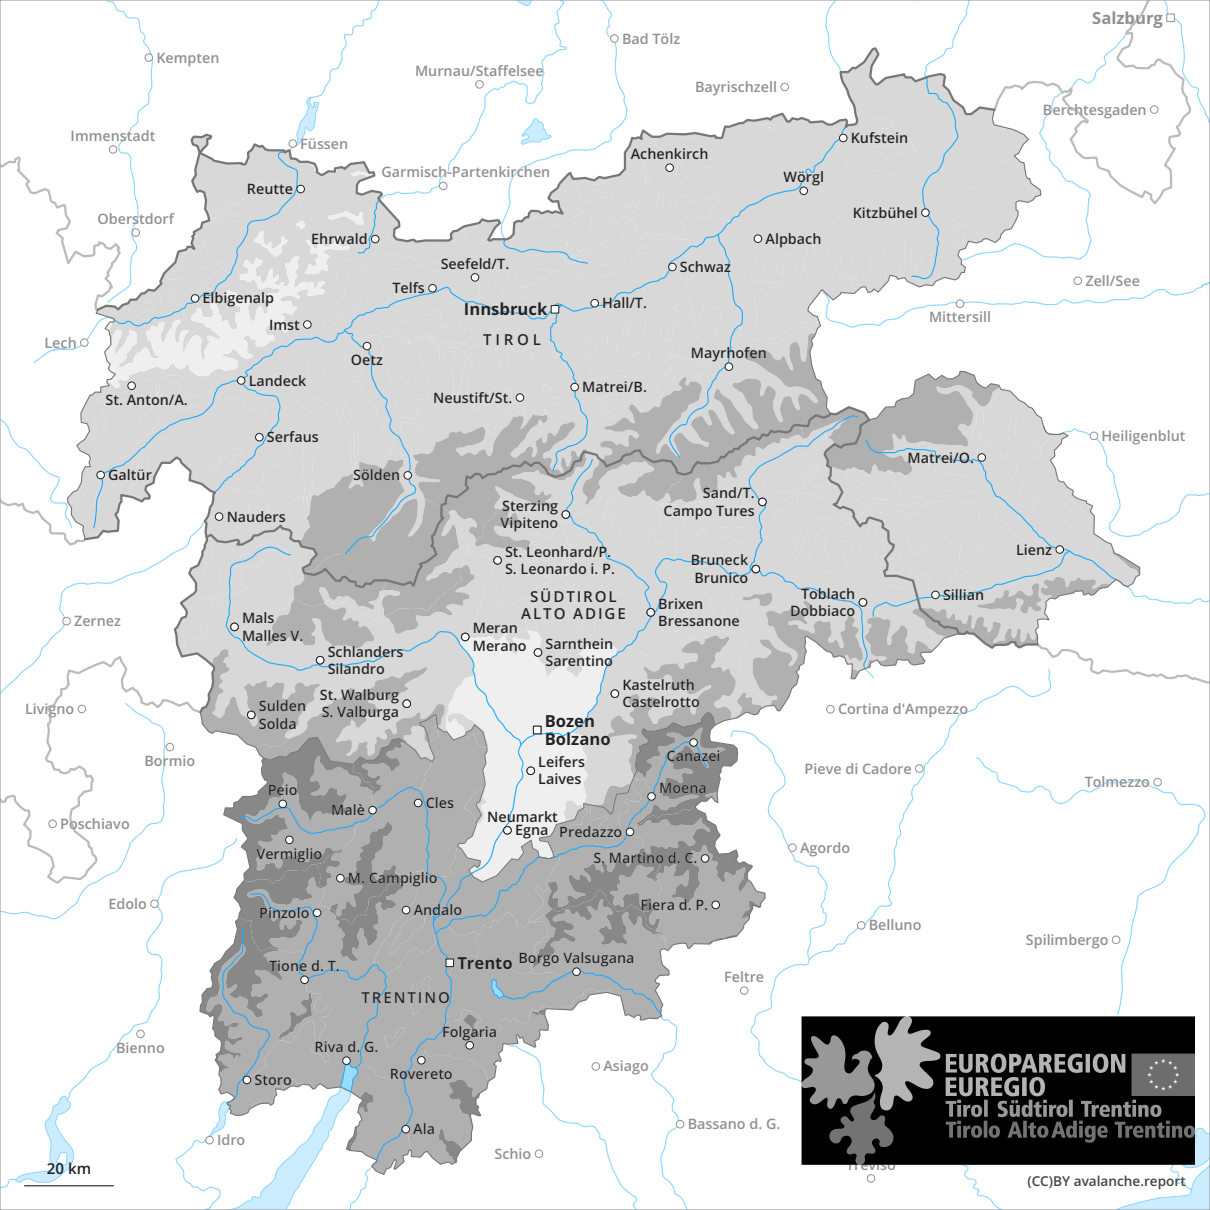 Salzburg
Bad Tölz
Kempten
Murnau/Staffelsee
Bayrischzell
Berchtesgaden
Immenstadt
Füssen
Kufstein
Achenkirch
Garmisch-Partenkirchen
Wörgl
Reutte
Oberstdorf
Kitzbühel
Ehrwald
Alpbach
Seefeld/T.
Schwaz
Zell/See
Telfs
Elbigenalp
Hall/T.
Innsbruck
Mittersill
Imst
TIROL
Lech
Oetz
Mayrhofen
Landeck
Matrei/B.
St. Anton/A.
Neustift/St.
Serfaus
Heiligenblut
Matrei/O.
Galtür
Sölden
Sand/T.
Campo Tures
Sterzing
Vipiteno
Nauders
St. Leonhard/P.
S. Leonardo i. P.
Lienz
Bruneck
Brunico
SÜDTIROL
ALTO ADIGE
Toblach
Dobbiaco
Sillian
Brixen
Bressanone
Zernez
Mals
Malles V.
Meran
Merano
Sarnthein
Sarentino
Schlanders
Silandro
Kastelruth
Castelrotto
St. Walburg
S. Valburga
Sulden
Solda
Livigno
Cortina d'Ampezzo
Bozen
Bolzano
Bormio
Canazei
Leifers
Laives
Pieve di Cadore
Tolmezzo
Peio
Moena
Malè
Cles
Neumarkt
Egna
Poschiavo
Predazzo
Vermiglio
Agordo
S. Martino d. C.
M. Campiglio
Edolo
Pinzolo
Andalo
Fiera d. P.
Belluno
Spilimbergo
Trento
Borgo Valsugana
Tione d. T.
Feltre
TRENTINO
Folgaria
Bienno
Riva d. G.
Asiago
Rovereto
Storo
EUROPAREGION
EUREGIO
Tirol Südtirol Trentino
Tirolo Alto Adige Trentino
Bassano d. G.
Ala
Idro
Schio
Treviso
20 km
(CC)BY avalanche.report